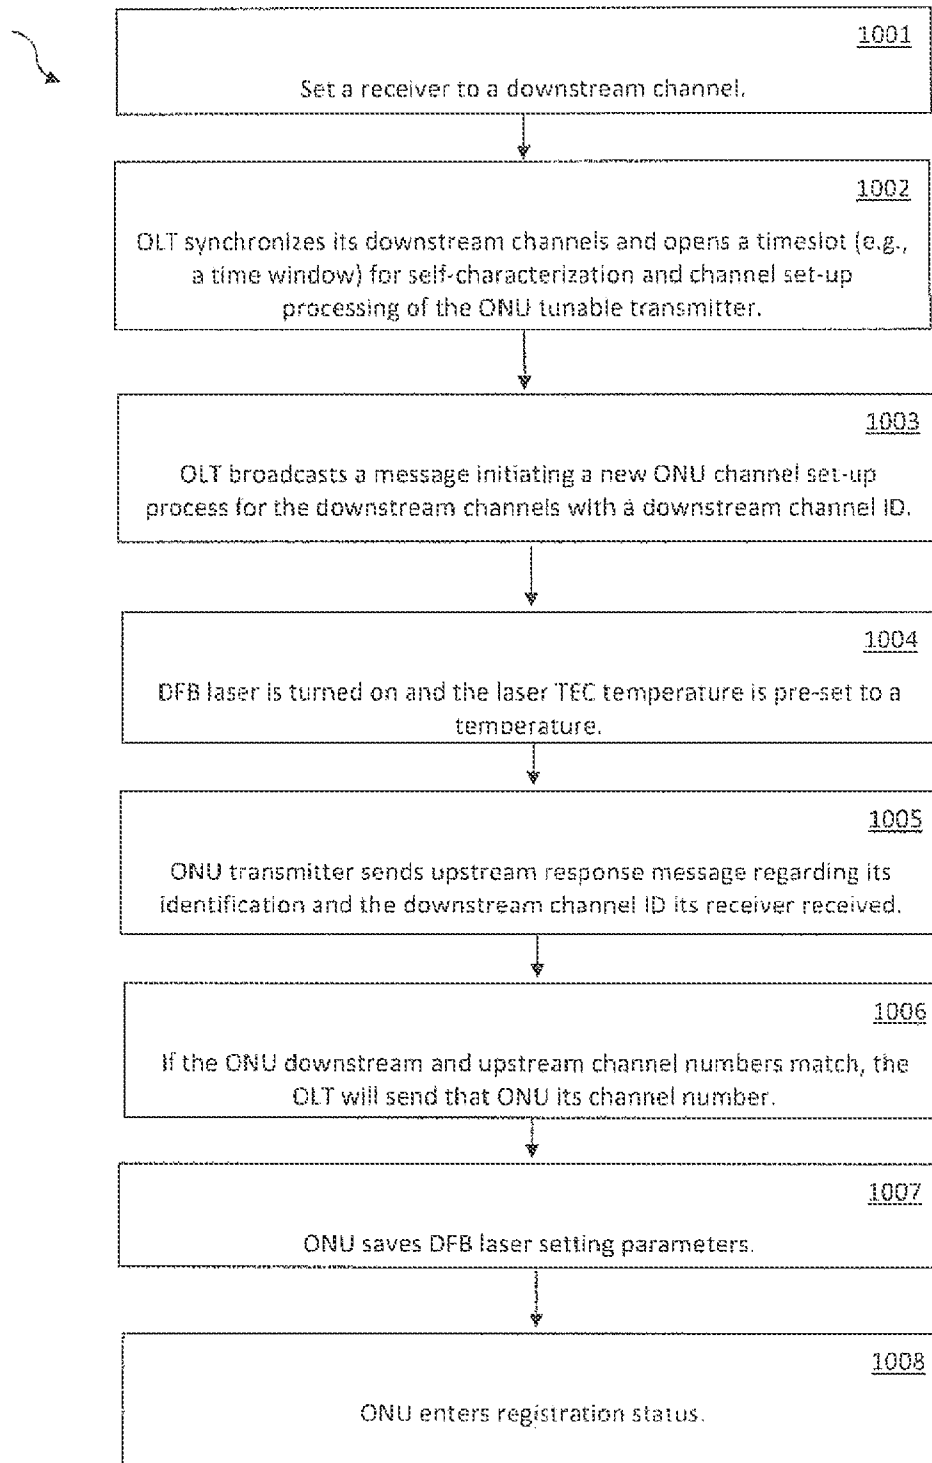 1001
Set a receiver to a downstream channel.
1002
OLT synchronizes its downstream channels and opens a timeslot (e.g.,
a time window) for self-characterization and channel set-up
processing of the ONU tunable transmitter.
1003
OLT broadcasts a message initiating a new ONU channel set-up
process for the downstream channels with a downstream channel ID.
1004
DFB laser is turned on and the laser TEC temperature is pre-set to a
temperature.
1005
ONU transmitter sends upstream response message regarding its
identification and the downstream channel ID its receiver received.
1006
If the ONU downstream and upstream channel numbers match, the
OLT will send that ONU its channel number.
1007
ONU saves DFB laser setting parameters.
1008
ONU enters registration status.